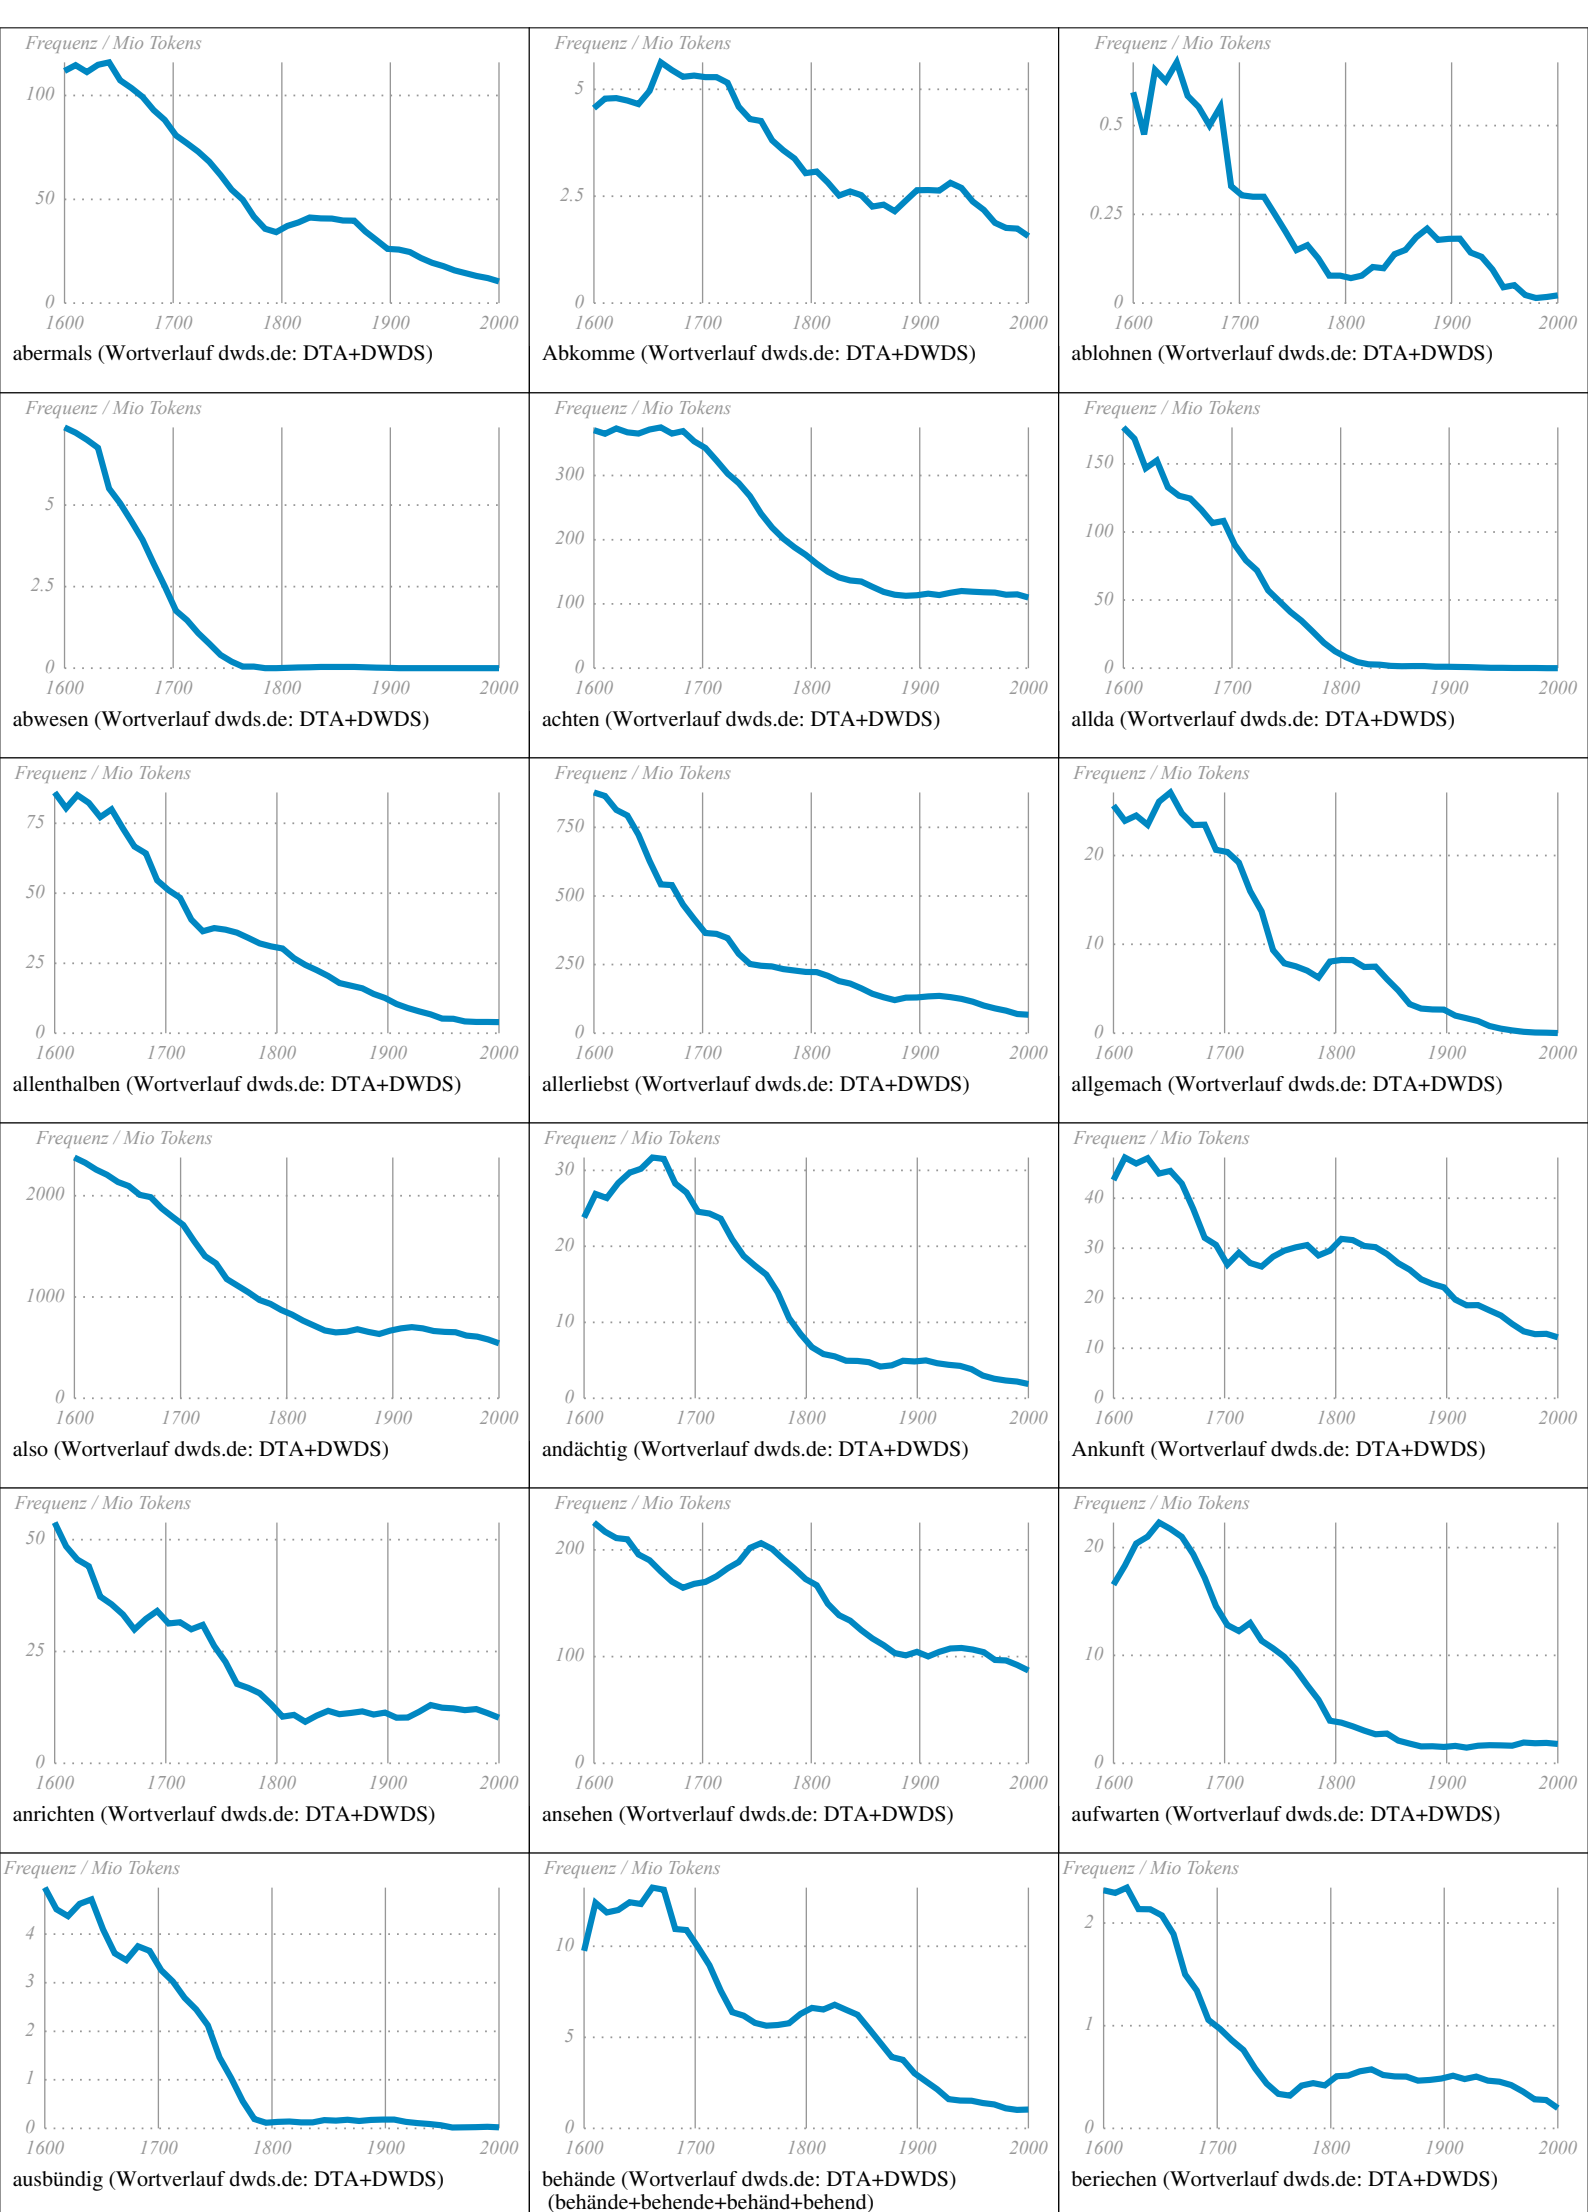 Frequenz / Mio Tokens
100
50
0
1600 1700 1800 1900 2000
abermals (Wortverlauf dwds.de: DTA+DWDS)
Frequenz / Mio Tokens
5
2.5
0
1600 1700 1800 1900 2000
Abkomme (Wortverlauf dwds.de: DTA+DWDS)
Frequenz / Mio Tokens
0.5
0.25
0
1600 1700 1800 1900 2000
ablohnen (Wortverlauf dwds.de: DTA+DWDS)
Frequenz / Mio Tokens
5
2.5
0
1600 1700 1800 1900 2000
abwesen (Wortverlauf dwds.de: DTA+DWDS)
Frequenz / Mio Tokens
300
200
100
0
1600 1700 1800 1900 2000
achten (Wortverlauf dwds.de: DTA+DWDS)
Frequenz / Mio Tokens
150
100
50
0
1600 1700 1800 1900 2000
allda (Wortverlauf dwds.de: DTA+DWDS)
Frequenz / Mio Tokens
75
50
25
0
1600 1700 1800 1900 2000
allenthalben (Wortverlauf dwds.de: DTA+DWDS)
Frequenz / Mio Tokens
750
500
250
0
1600 1700 1800 1900 2000
allerliebst (Wortverlauf dwds.de: DTA+DWDS)
Frequenz / Mio Tokens
20
10
0
1600 1700 1800 1900 2000
allgemach (Wortverlauf dwds.de: DTA+DWDS)
Frequenz / Mio Tokens
2000
1000
0
1600 1700 1800 1900 2000
also (Wortverlauf dwds.de: DTA+DWDS)
Frequenz / Mio Tokens
30
20
10
0
1600 1700 1800 1900 2000
andächtig (Wortverlauf dwds.de: DTA+DWDS)
Frequenz / Mio Tokens
40
30
20
10
0
1600 1700 1800 1900 2000
Ankunft (Wortverlauf dwds.de: DTA+DWDS)
Frequenz / Mio Tokens
50
25
0
1600 1700 1800 1900 2000
anrichten (Wortverlauf dwds.de: DTA+DWDS)
Frequenz / Mio Tokens
200
100
0
1600 1700 1800 1900 2000
ansehen (Wortverlauf dwds.de: DTA+DWDS)
Frequenz / Mio Tokens
20
10
0
1600 1700 1800 1900 2000
aufwarten (Wortverlauf dwds.de: DTA+DWDS)
Frequenz / Mio Tokens
4
3
2
1
0
1600 1700 1800 1900 2000
ausbündig (Wortverlauf dwds.de: DTA+DWDS)
Frequenz / Mio Tokens
10
5
0
1600 1700 1800 1900 2000
behände (Wortverlauf dwds.de: DTA+DWDS)
(behände+behende+behänd+behend)
Frequenz / Mio Tokens
2
1
0
1600 1700 1800 1900 2000
beriechen (Wortverlauf dwds.de: DTA+DWDS)